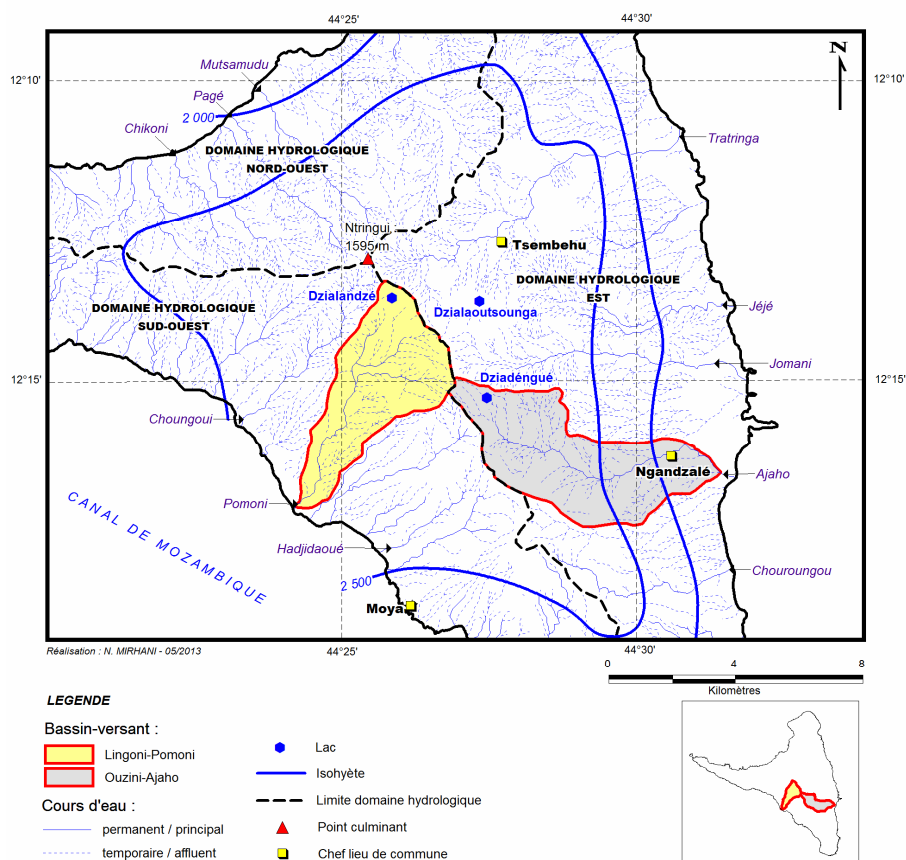 44°25'
44°30'
N
12°10'
12°10'
Mutsamudu
Pagé
2 000
Chikoni
Tratringa
DOMAINE HYDROLOGIQUE
NORD-OUEST
Ntringui
1595 m
Tsembehu
DOMAINE HYDROLOGIQUE
EST
Dzialandzé
Dzialaoutsounga
DOMAINE HYDROLOGIQUE
SUD-OUEST
Jéjé
Jomani
12°15'
12°15'
Dziadéngué
Choungoui
Ngandzalé
Ajaho
Pomoni
CANAL DE MOZAMBIQUE
Hadjidaoué
Chouroungou
2 500
Moya
Réalisation : N. MIRHANI - 05/2013
44°25'
44°30'
0 4 8
Kilomètres
LEGENDE
Bassin-versant :
Lingoni-Pomoni
Ouzini-Ajaho
Cours d'eau :
permanent / principal
temporaire / affluent
Lac
Isohyète
Limite domaine hydrologique
Point culminant
Chef lieu de commune